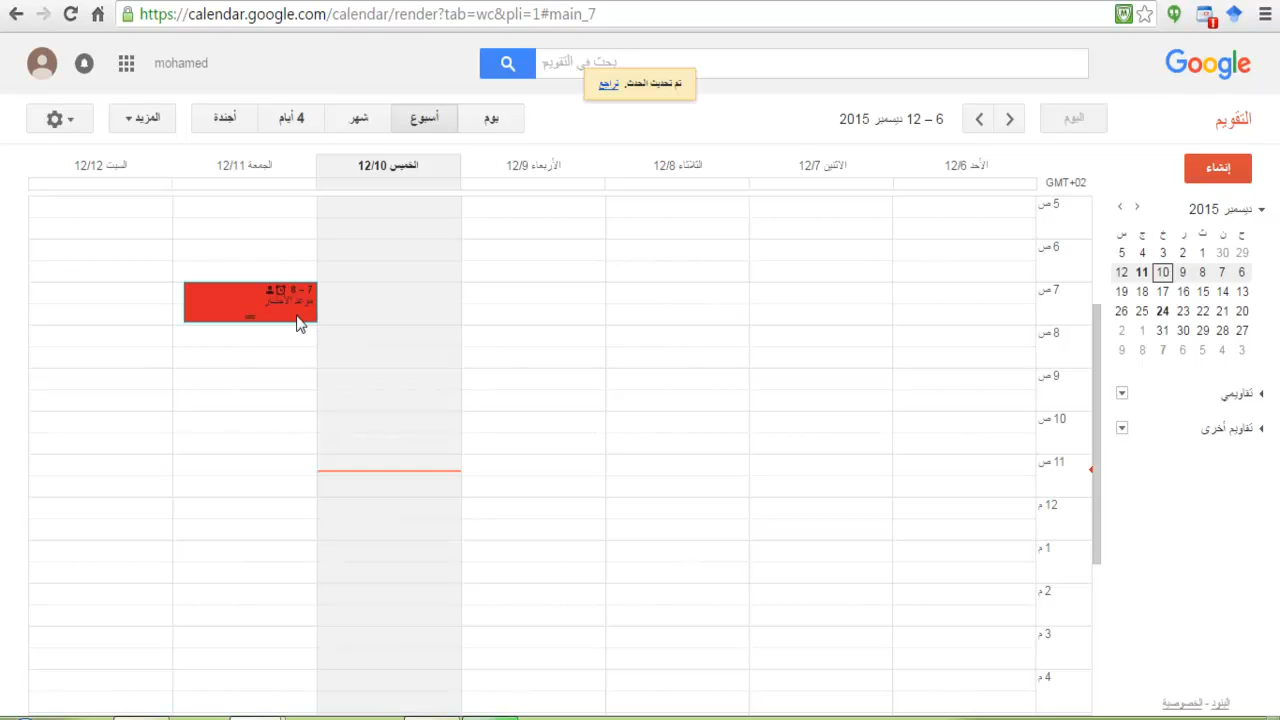 https://calendar.google.com/calendar/render?tab=wc&pli=1#main_7
Google
يحث في التقويم
mohamed
تم تحديث الحدث. تراجع
التقويم
اليوم
6 – 12 ديسمبر 2015
يوم
أسبوع
شهر
4 أيام
أجندة
المزيد
إنشاء
GMT+02
الأحد 12/6
الاثنين 12/7
الثلاثاء 12/8
الأربعاء 12/9
الخميس 12/10
الجمعة 12/11
السبت 12/12
5 ص
6 ص
7 ص
8 ص
9 ص
10 ص
11 ص
12 م
1 م
2 م
3 م
4 م
7 – 8
مواعد الاختبار
ديسمبر 2015
ح ن ث ر خ ج س
29 30 1 2 3 4 5
6 7 8 9 10 11 12
13 14 15 16 17 18 19
20 21 22 23 24 25 26
27 28 29 30 31 1 2
3 4 5 6 7 8 9
تقاويمي
تقاويم أخرى
البنود - الخصوصية